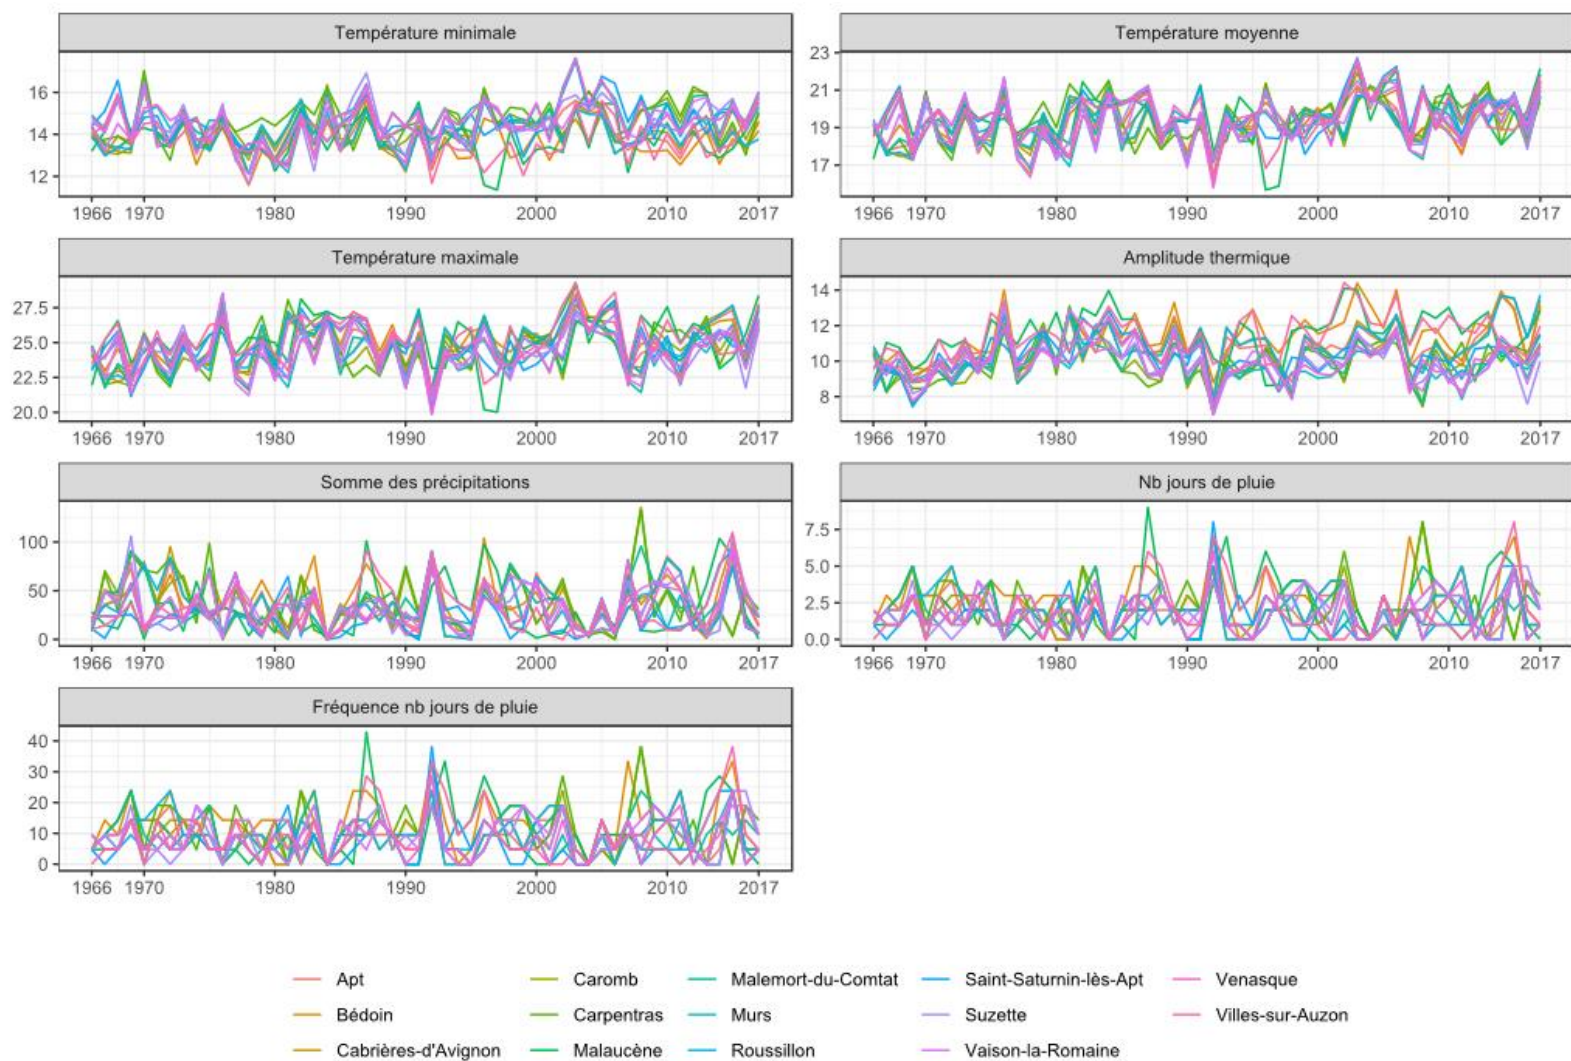 Température minimale
Température moyenne
16
14
12
1966 1970 1980 1990 2000 2010 2017
23
21
19
17
1966 1970 1980 1990 2000 2010 2017
Température maximale
Amplitude thermique
27.5
25.0
22.5
20.0
1966 1970 1980 1990 2000 2010 2017
14
12
10
8
1966 1970 1980 1990 2000 2010 2017
Somme des précipitations
Nb jours de pluie
100
50
0
1966 1970 1980 1990 2000 2010 2017
7.5
5.0
2.5
0.0
1966 1970 1980 1990 2000 2010 2017
Fréquence nb jours de pluie
40
30
20
10
0
1966 1970 1980 1990 2000 2010 2017
Apt Caromb Malemort-du-Comtat Saint-Saturnin-lès-Apt Venasque
Bédoin Carpentras Murs Suzette Villes-sur-Auzon
Cabrières-d'Avignon Malaucène Roussillon Vaison-la-Romaine